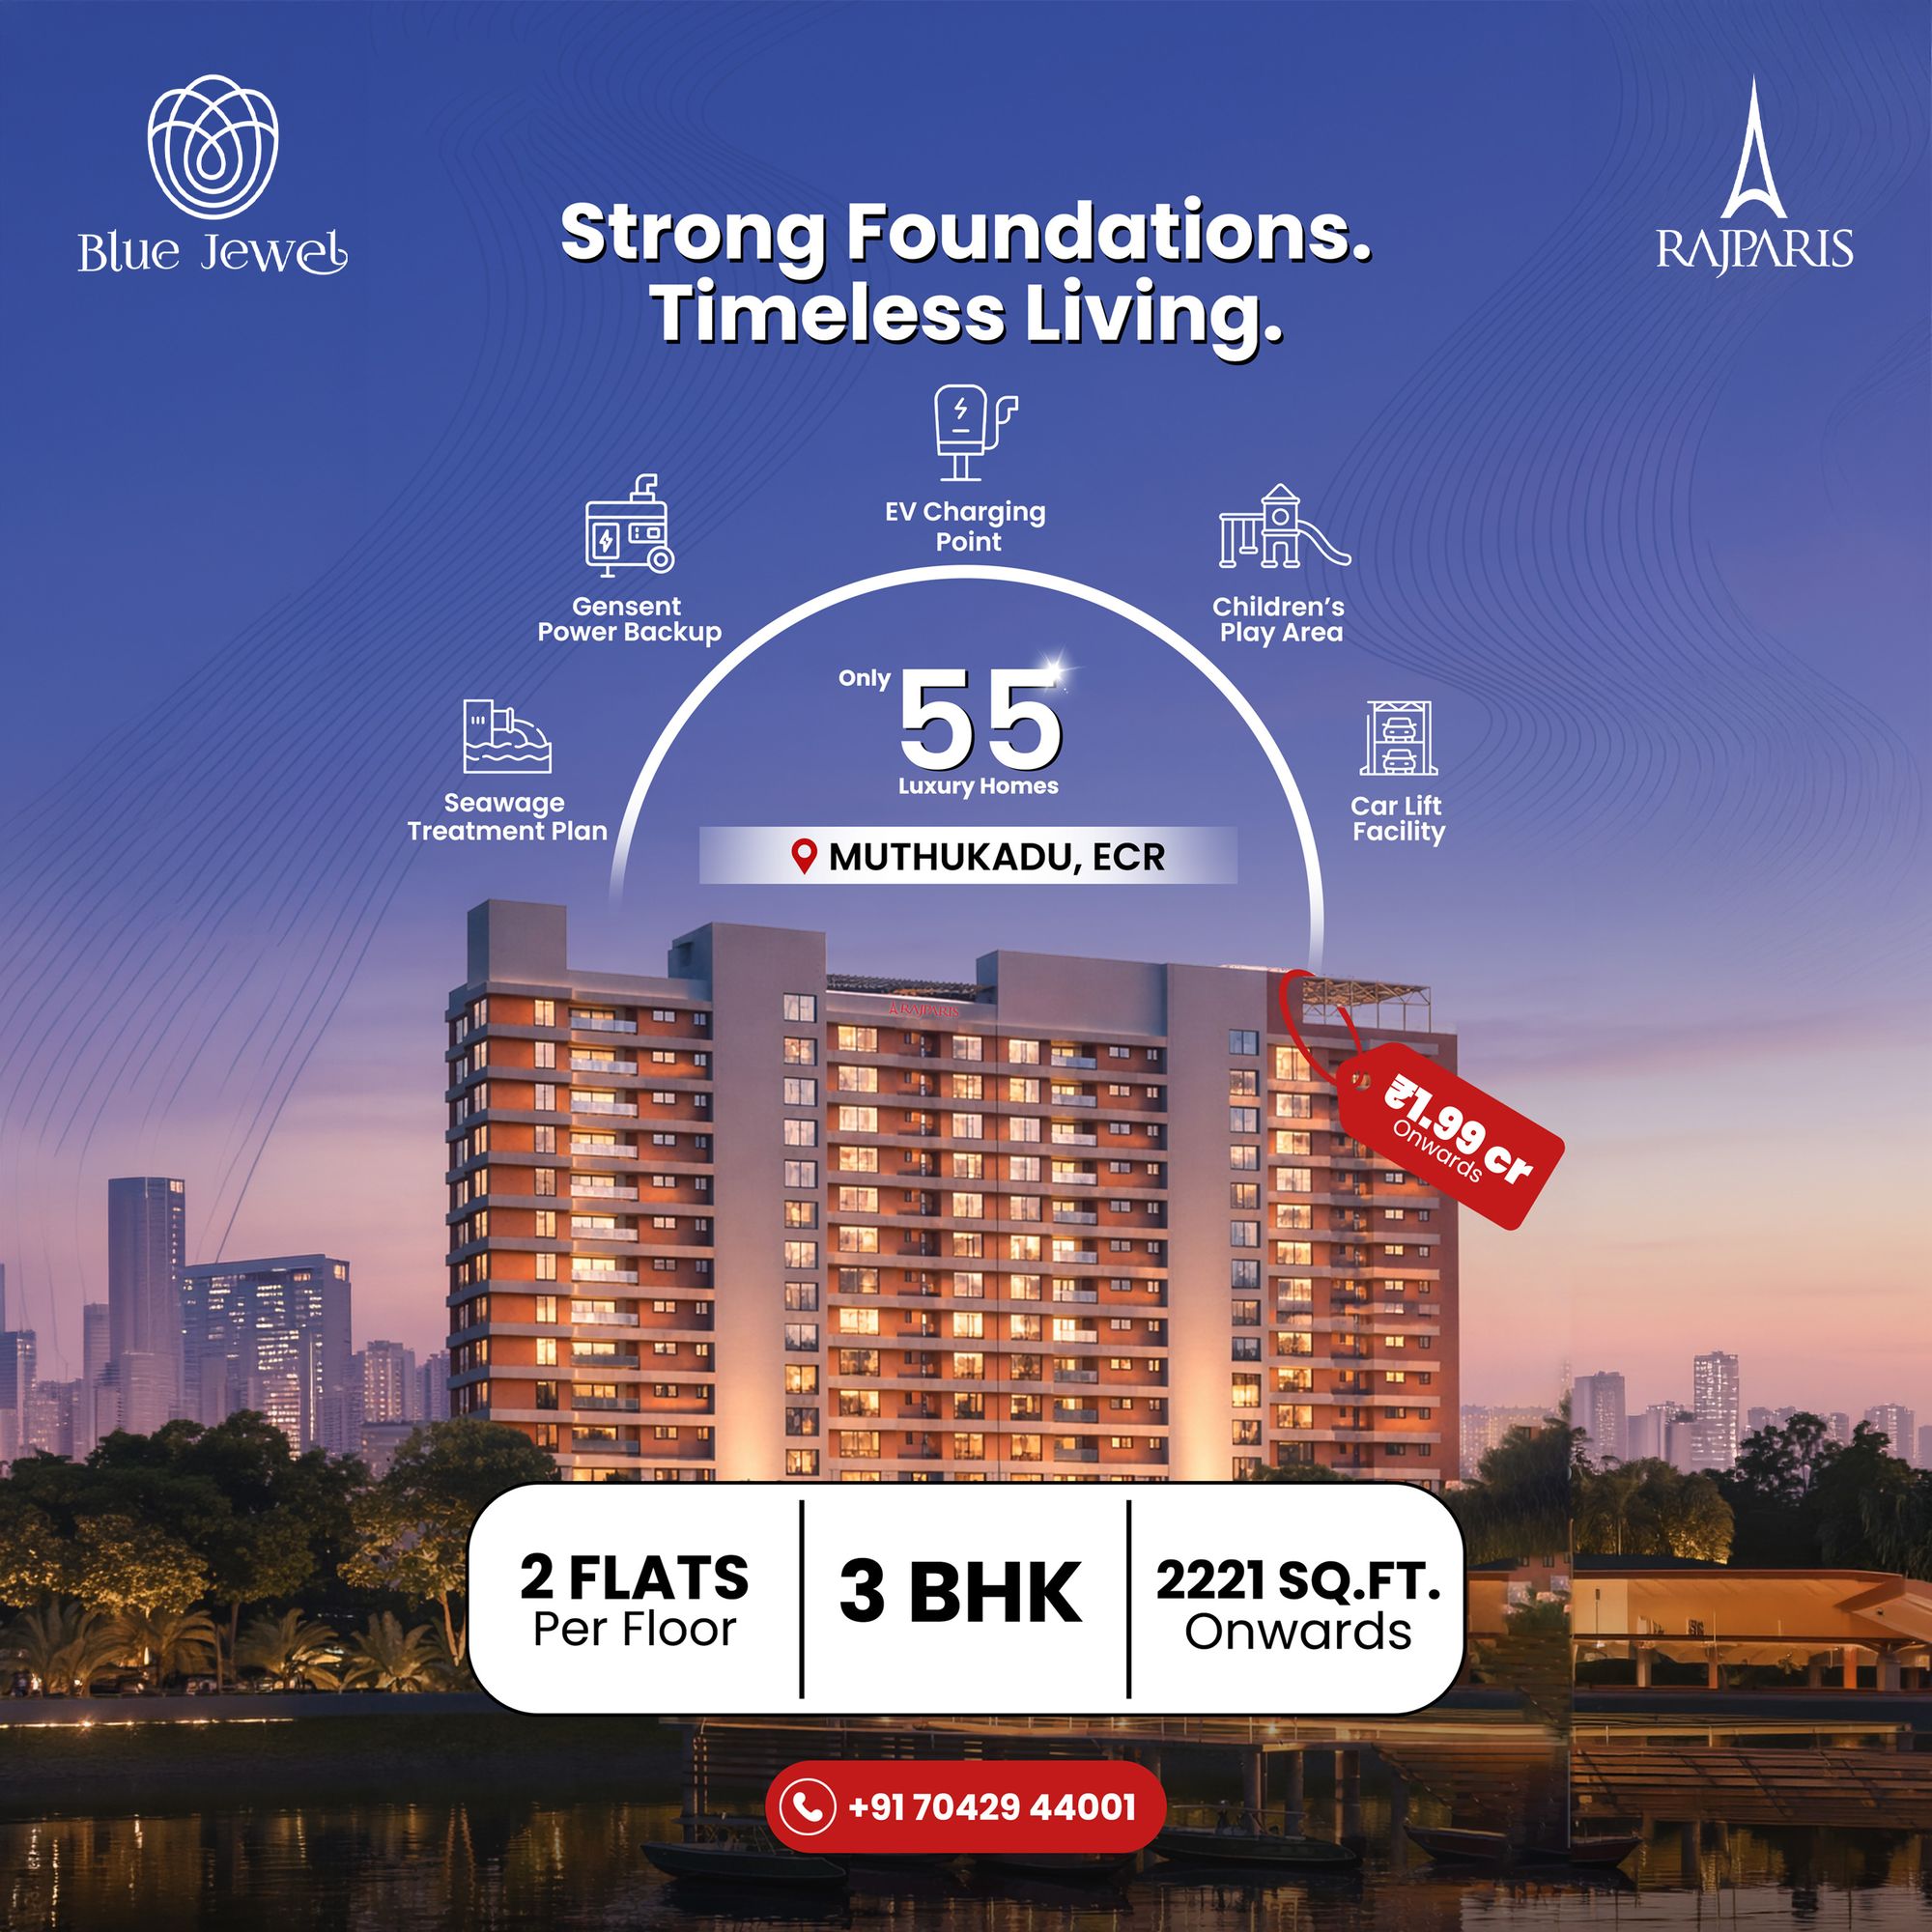 Blue Jewel
RAJPARIS
Strong Foundations.
Timeless Living.
EV Charging
Point
Gensent
Power Backup
Children's
Play Area
Only
55
Luxury Homes
Seawage
Treatment Plan
Car Lift
Facility
MUTHUKADU, ECR
RAJPARIS
₹1.99 cr
Onwards
2 FLATS
Per Floor
3 BHK
2221 SQ.FT.
Onwards
+91 70429 44001